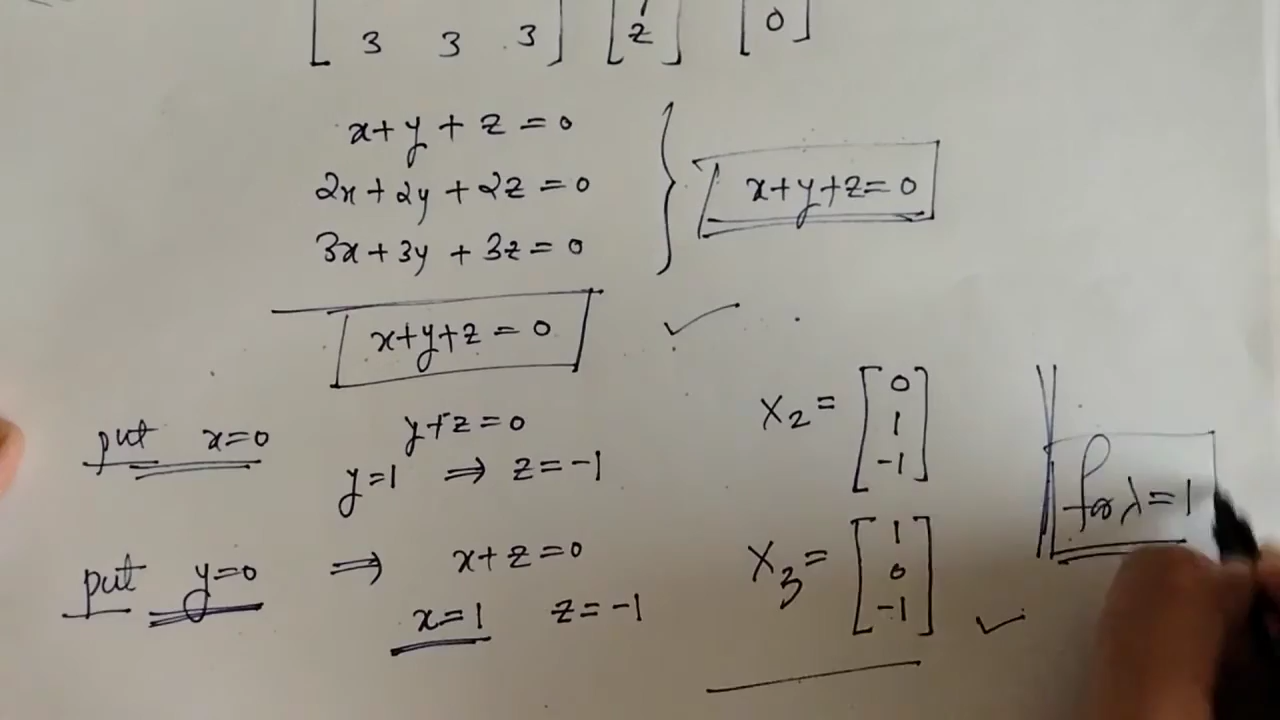 [ 3 3 3 ] [ z ] [ 0 ]
x+y+z=0
2x+2y+2z=0
3x+3y+3z=0
} x+y+z=0
x+y+z=0 ✓
put x=0
y+z=0
y=1 ⇒ z=-1
X2 = [ 0
1
-1 ]
put y=0 ⇒ x+z=0
x=1 z=-1
X3 = [ 1
0
-1 ] ✓
for λ=1